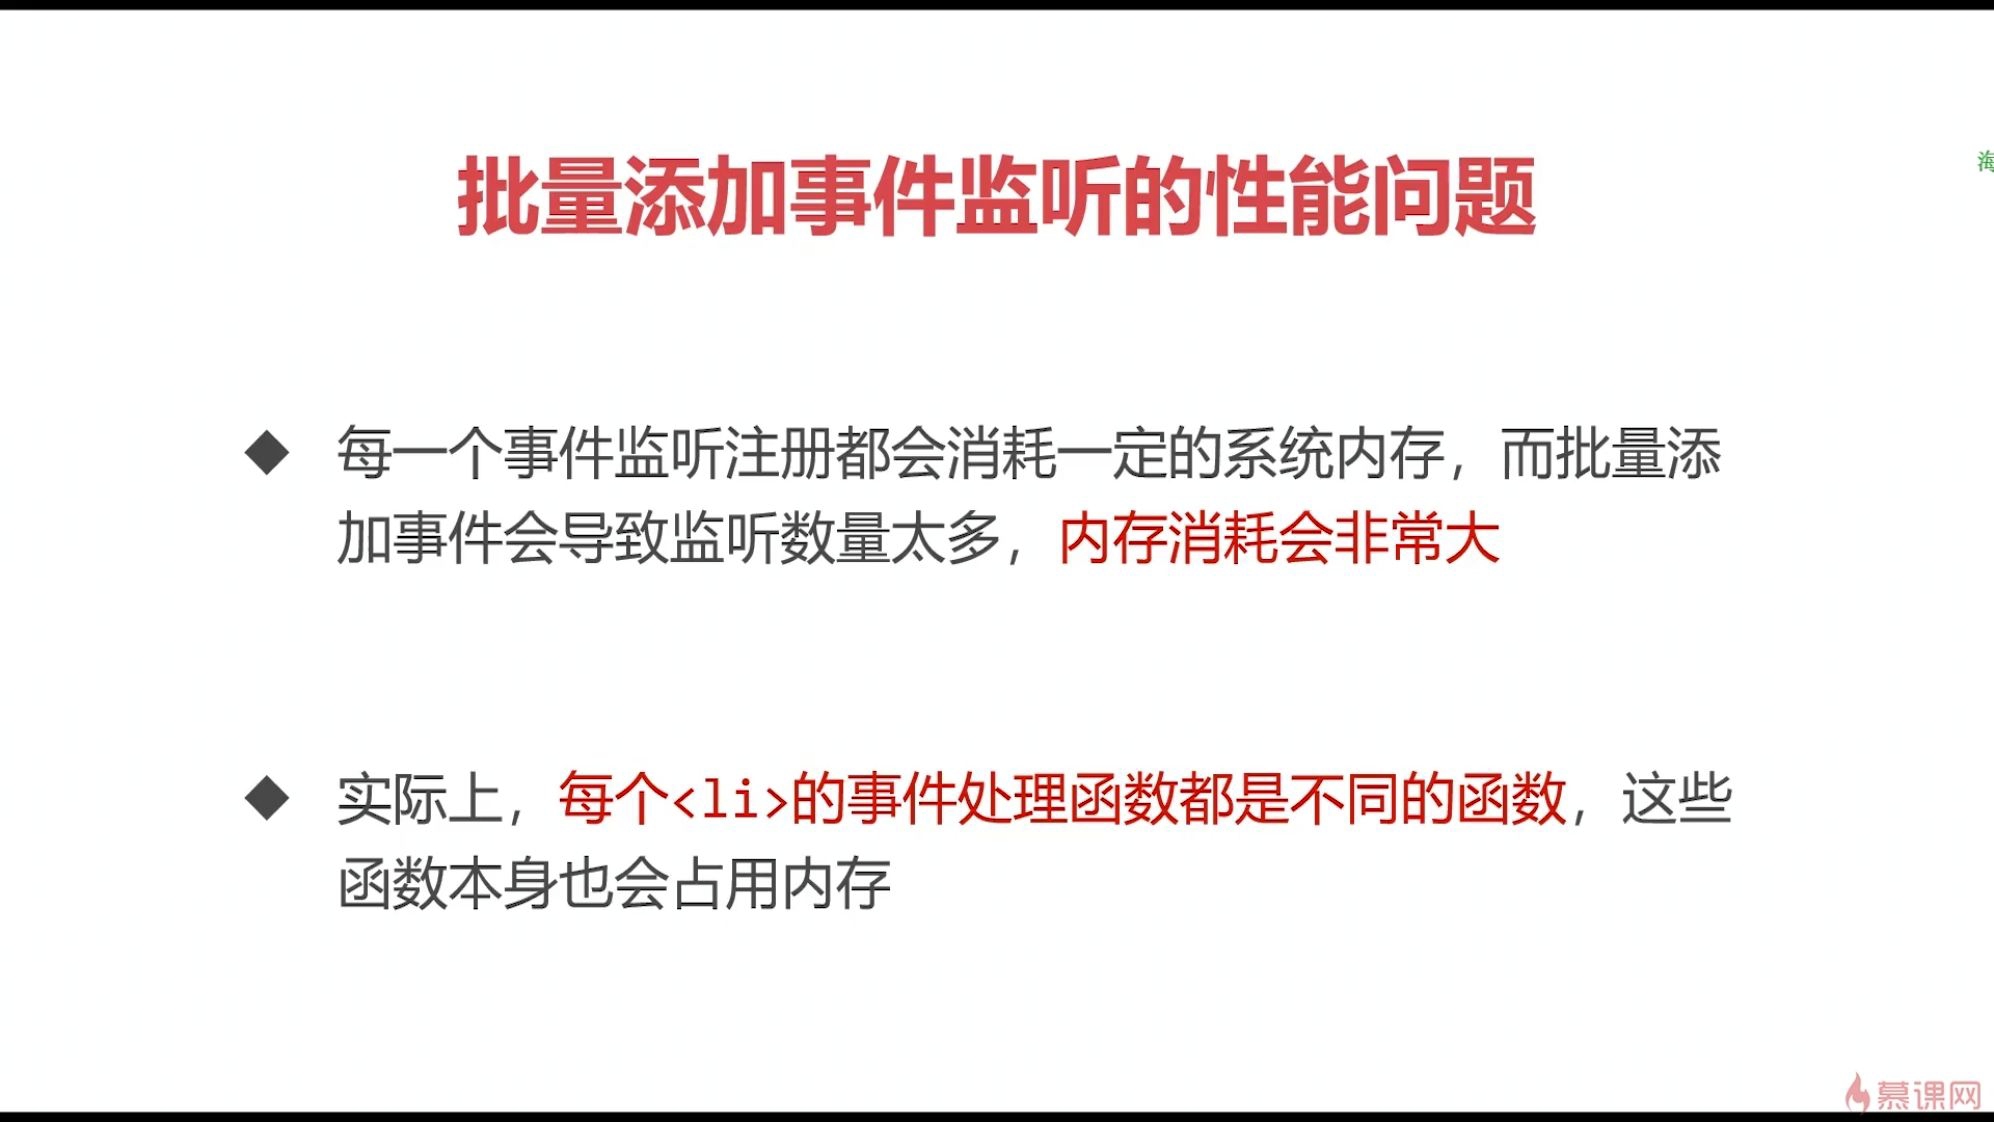 批量添加事件监听的性能问题
海
◆ 每一个事件监听注册都会消耗一定的系统内存，而批量添
加事件会导致监听数量太多，内存消耗会非常大
◆ 实际上，每个<li>的事件处理函数都是不同的函数，这些
函数本身也会占用内存
慕课网